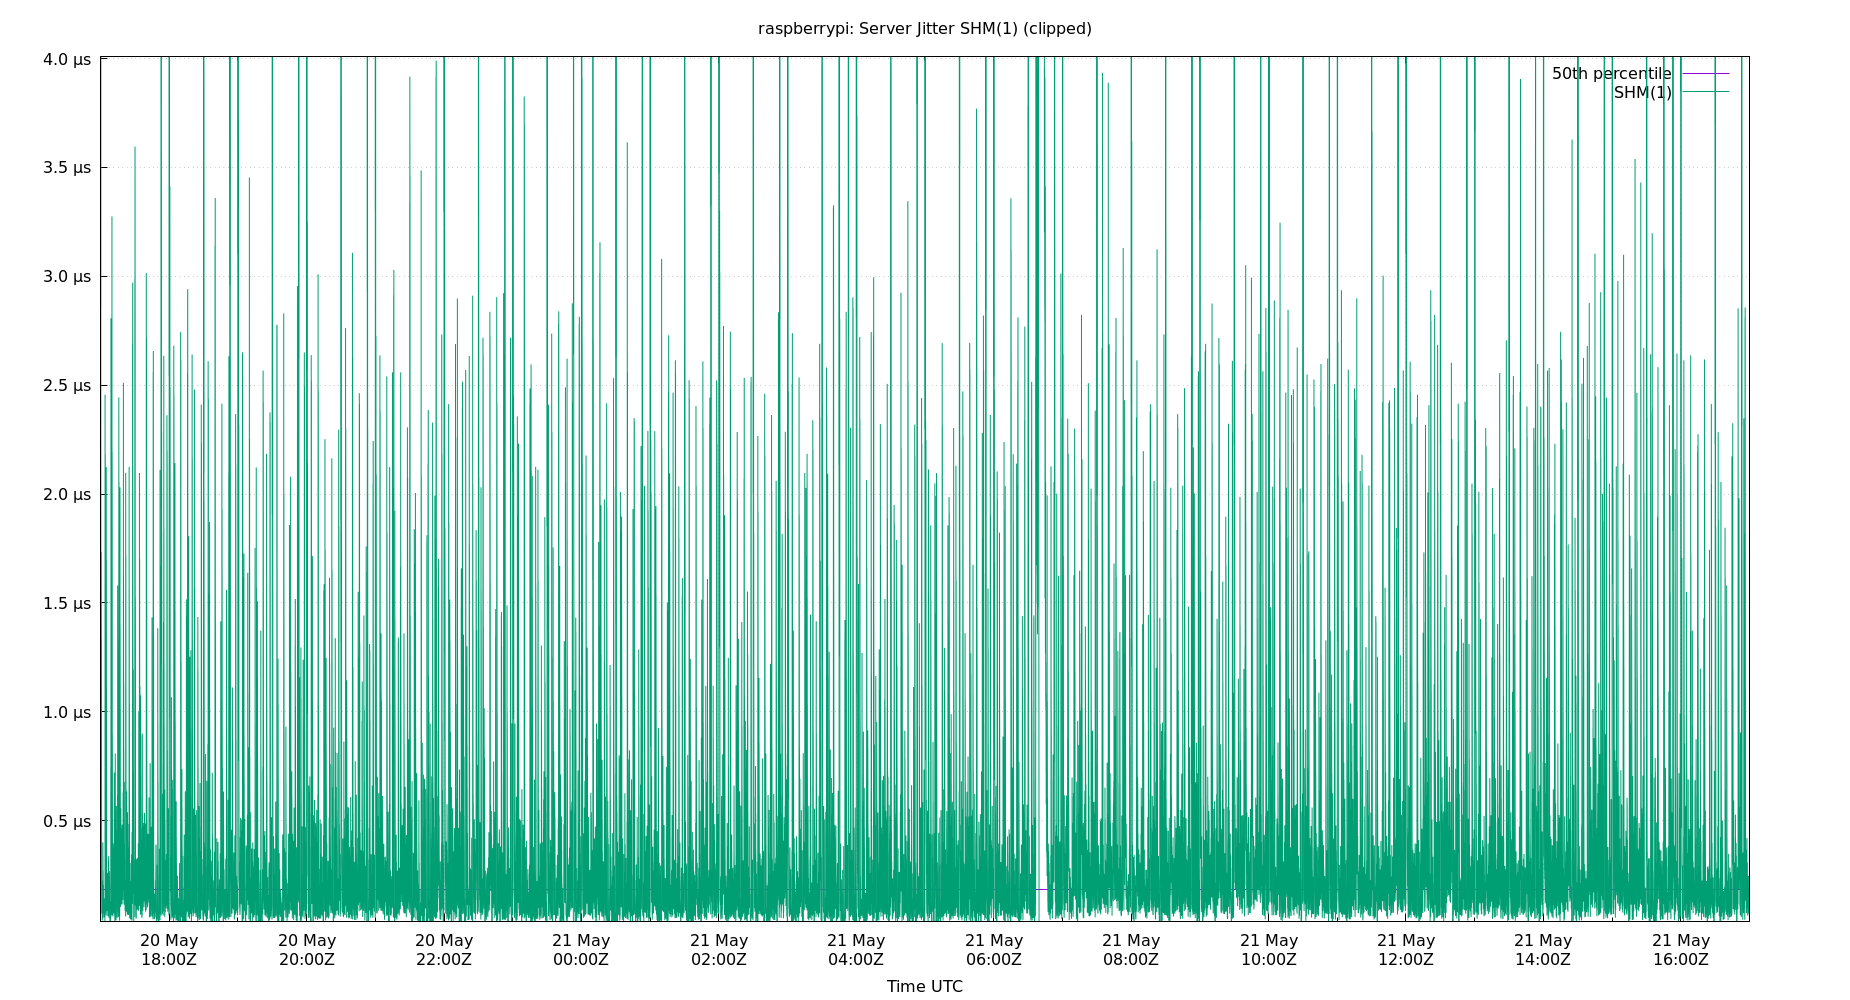 raspberrypi: Server Jitter SHM(1) (clipped)
4.0 μs
50th percentile
SHM(1)
3.5 μs
3.0 μs
2.5 μs
2.0 μs
1.5 μs
1.0 μs
0.5 μs
20 May 20 May 20 May 21 May 21 May 21 May 21 May 21 May 21 May 21 May 21 May 21 May
18:00Z 20:00Z 22:00Z 00:00Z 02:00Z 04:00Z 06:00Z 08:00Z 10:00Z 12:00Z 14:00Z 16:00Z
Time UTC